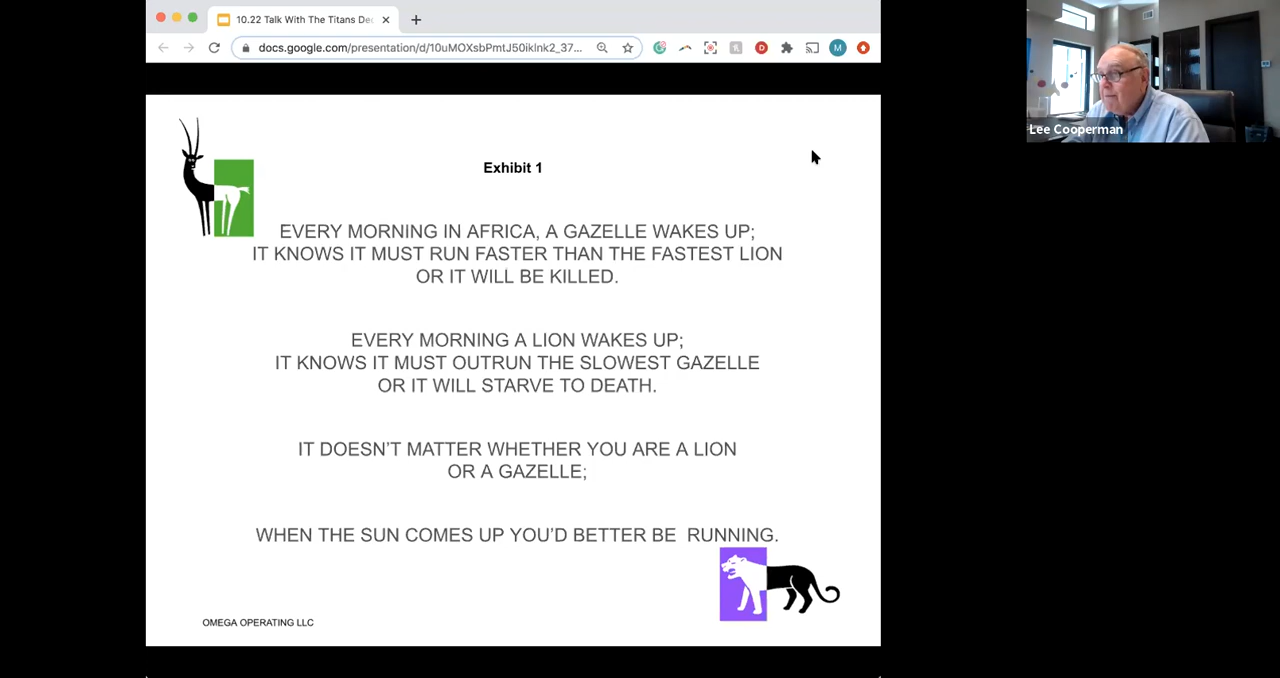 10.22 Talk With The Titans De
docs.google.com/presentation/d/10uMOXsbPmtJ50ikInk2_37...
M
Lee Cooperman
Exhibit 1
EVERY MORNING IN AFRICA, A GAZELLE WAKES UP;
IT KNOWS IT MUST RUN FASTER THAN THE FASTEST LION
OR IT WILL BE KILLED.
EVERY MORNING A LION WAKES UP;
IT KNOWS IT MUST OUTRUN THE SLOWEST GAZELLE
OR IT WILL STARVE TO DEATH.
IT DOESN’T MATTER WHETHER YOU ARE A LION
OR A GAZELLE;
WHEN THE SUN COMES UP YOU’D BETTER BE  RUNNING.
OMEGA OPERATING LLC